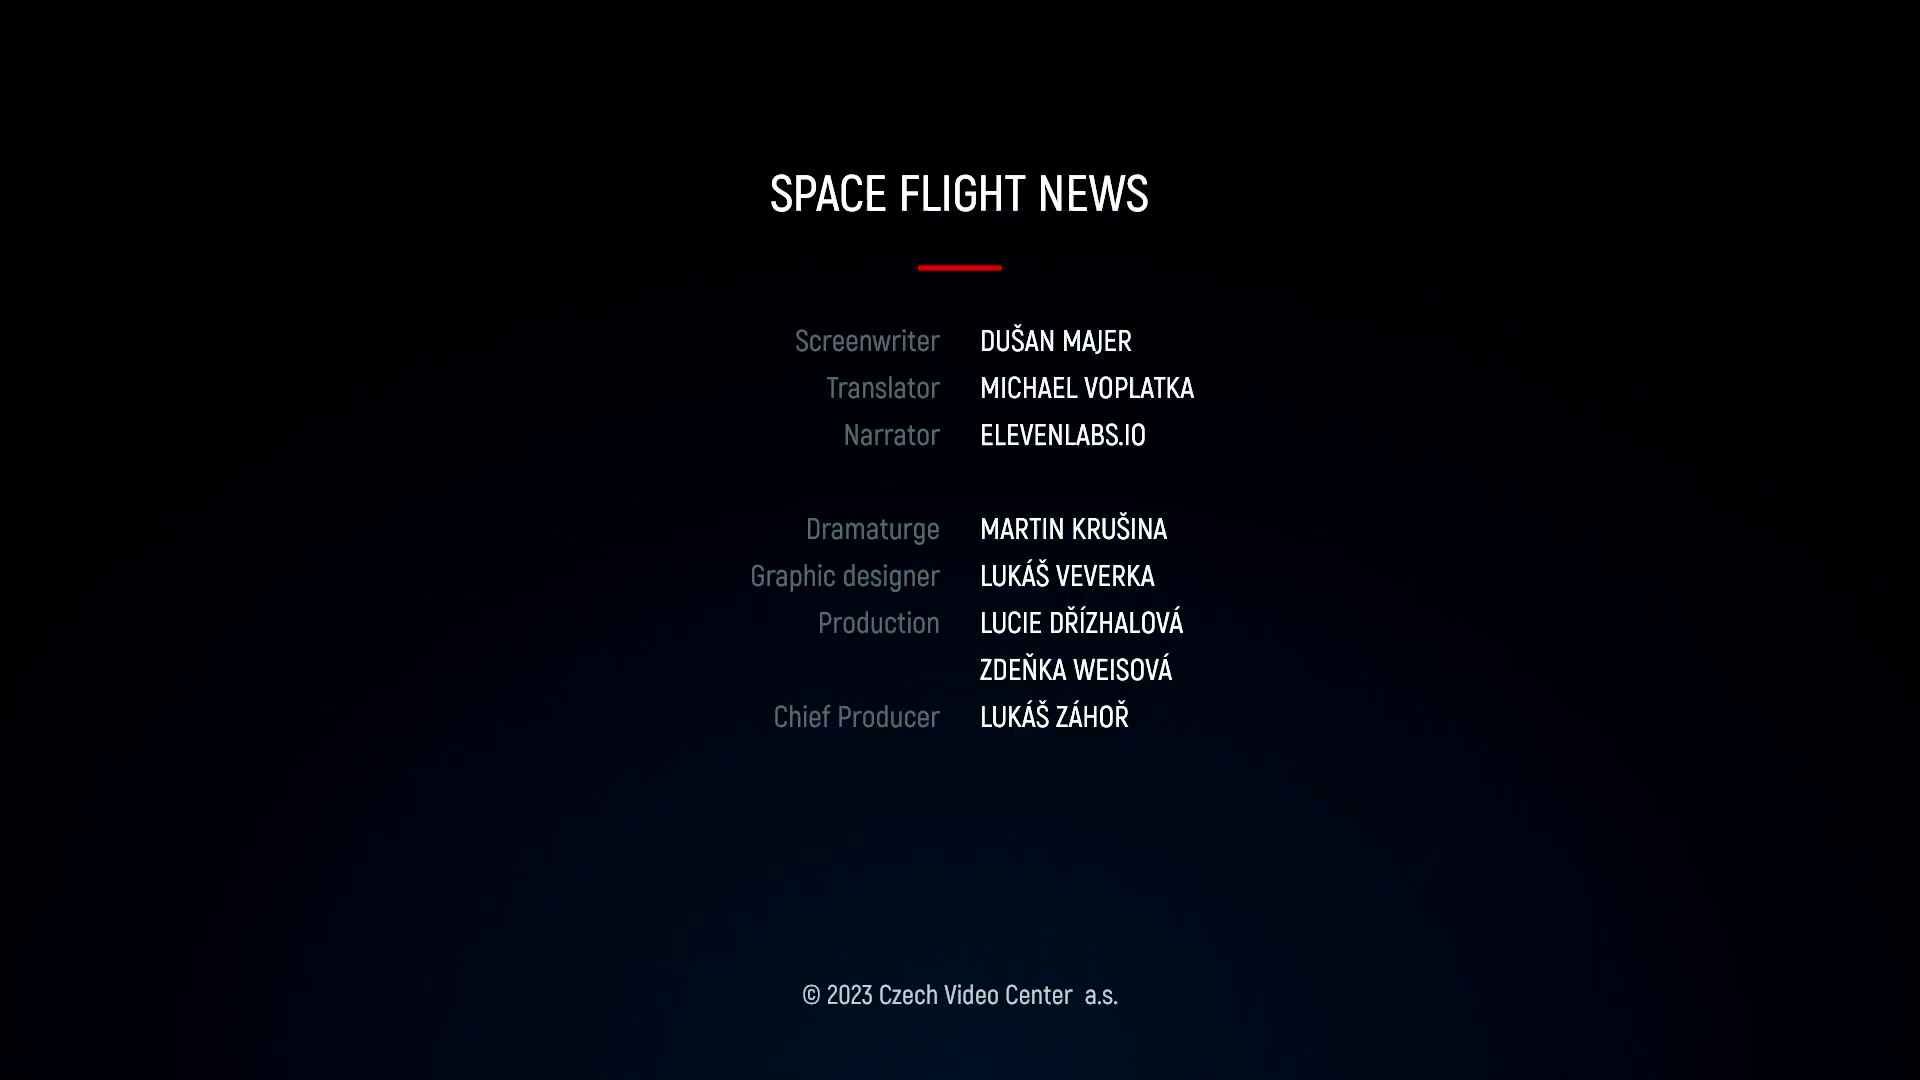 SPACE FLIGHT NEWS
Screenwriter DUŠAN MAJER
Translator MICHAEL VOPLATKA
Narrator ELEVENLABS.IO
Dramaturge MARTIN KRUŠINA
Graphic designer LUKÁŠ VEVERKA
Production LUCIE DŘÍZHALOVÁ
ZDEŇKA WEISOVÁ
Chief Producer LUKÁŠ ZÁHOŘ
© 2023 Czech Video Center a.s.